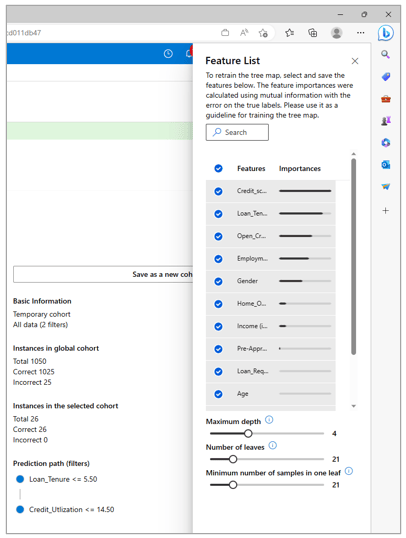 cd011db47
Feature List
To retrain the tree map, select and save the
features below. The feature importances were
calculated using mutual information with the
error on the true labels. Please use it as a
guideline for training the tree map.
Search
Features Importances
Credit_sc...
Loan_Ten...
Open_Cr...
Employm...
Gender
Home_O...
Income (i...
Pre-Appr...
Loan_Req...
Age
Maximum depth
4
Number of leaves
21
Minimum number of samples in one leaf
21
Save as a new coh
Basic Information
Temporary cohort
All data (2 filters)
Instances in global cohort
Total 1050
Correct 1025
Incorrect 25
Instances in the selected cohort
Total 26
Correct 26
Incorrect 0
Prediction path (filters)
Loan_Tenure <= 5.50
Credit_Utlization <= 14.50